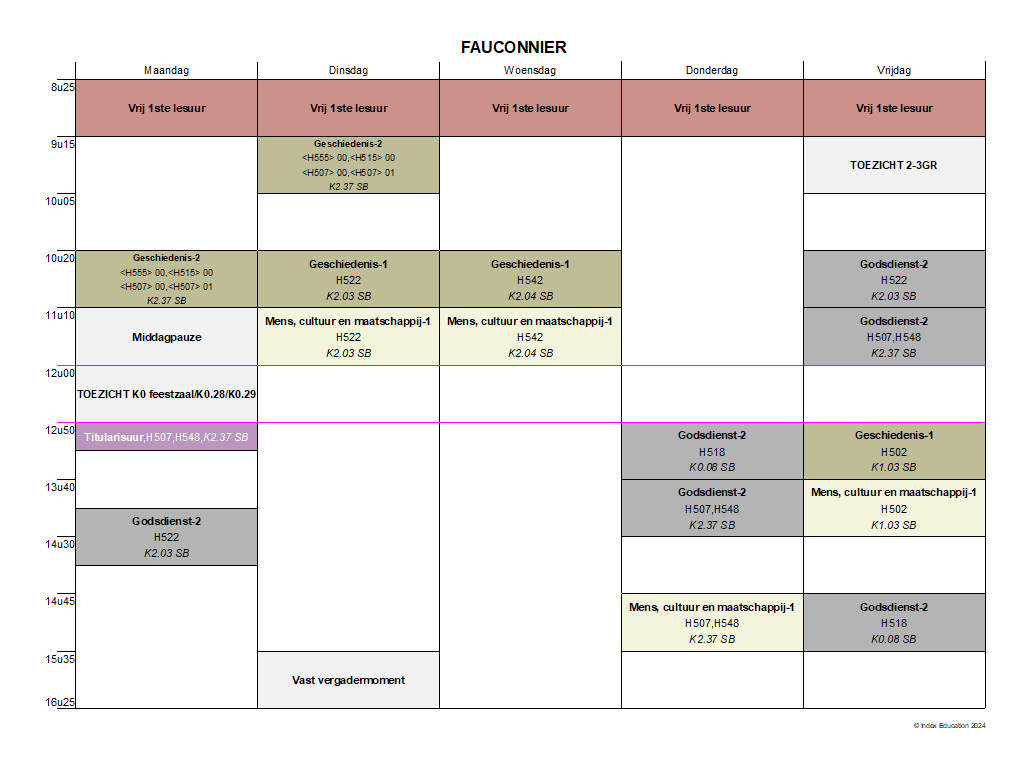 FAUCONNIER
Maandag
Dinsdag
Woensdag
Donderdag
Vrijdag
8u25
Vrij 1ste lesuur
Vrij 1ste lesuur
Vrij 1ste lesuur
Vrij 1ste lesuur
Vrij 1ste lesuur
9u15
Geschiedenis-2
<H555> 00,<H515> 00
<H507> 00,<H507> 01
K2.37 SB
TOEZICHT 2-3GR
10u05
10u20
Geschiedenis-2
<H555> 00,<H515> 00
<H507> 00,<H507> 01
K2.37 SB
Geschiedenis-1
H522
K2.03 SB
Geschiedenis-1
H542
K2.04 SB
Godsdienst-2
H522
K2.03 SB
11u10
Middagpauze
Mens, cultuur en maatschappij-1
H522
K2.03 SB
Mens, cultuur en maatschappij-1
H542
K2.04 SB
Godsdienst-2
H507,H548
K2.37 SB
12u00
TOEZICHT K0 feestzaal/K0.28/K0.29
12u50
Titularisuur,H507,H548,K2.37 SB
Godsdienst-2
H518
K0.08 SB
Geschiedenis-1
H502
K1.03 SB
13u40
Godsdienst-2
H522
K2.03 SB
Godsdienst-2
H507,H548
K2.37 SB
Mens, cultuur en maatschappij-1
H502
K1.03 SB
14u30
14u45
Mens, cultuur en maatschappij-1
H507,H548
K2.37 SB
Godsdienst-2
H518
K0.08 SB
15u35
Vast vergadermoment
16u25
© Index Education 2024